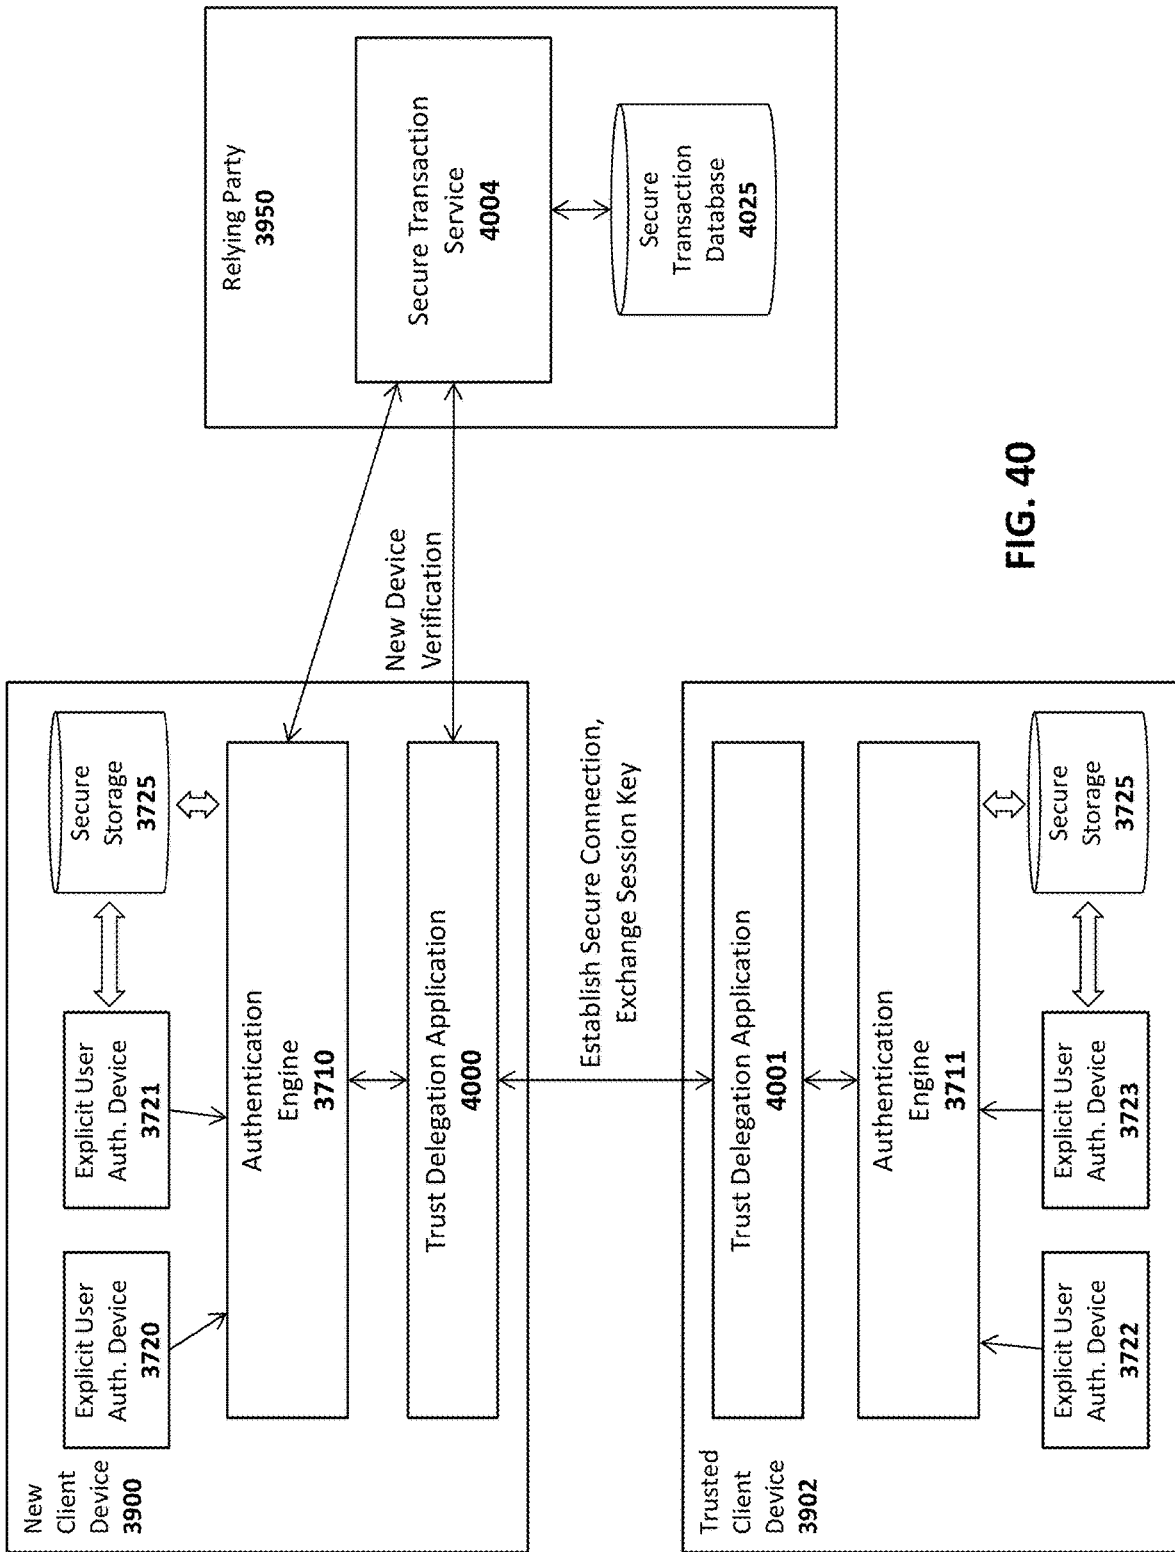 New
Client
Device
3900
Explicit User
Auth. Device
3720
Explicit User
Auth. Device
3721
Secure
Storage
3725
Authentication
Engine
3710
Trust Delegation Application
4000
New Device
Verification
Relying Party
3950
Secure Transaction
Service
4004
Secure
Transaction
Database
4025
Establish Secure Connection,
Exchange Session Key
Trusted
Client
Device
3902
Trust Delegation Application
4001
Authentication
Engine
3711
Explicit User
Auth. Device
3722
Explicit User
Auth. Device
3723
Secure
Storage
3725
FIG. 40